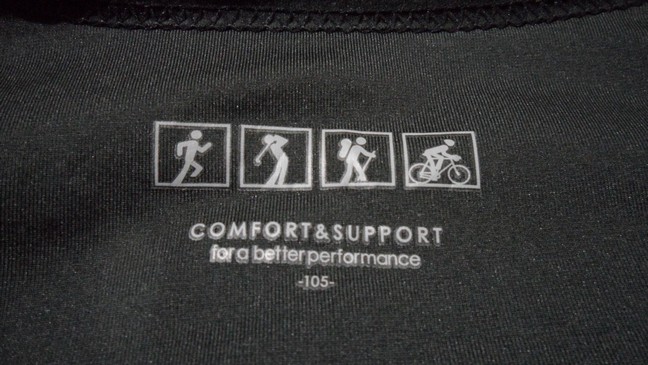 COMFORT&SUPPORT
for a better performance
-105-